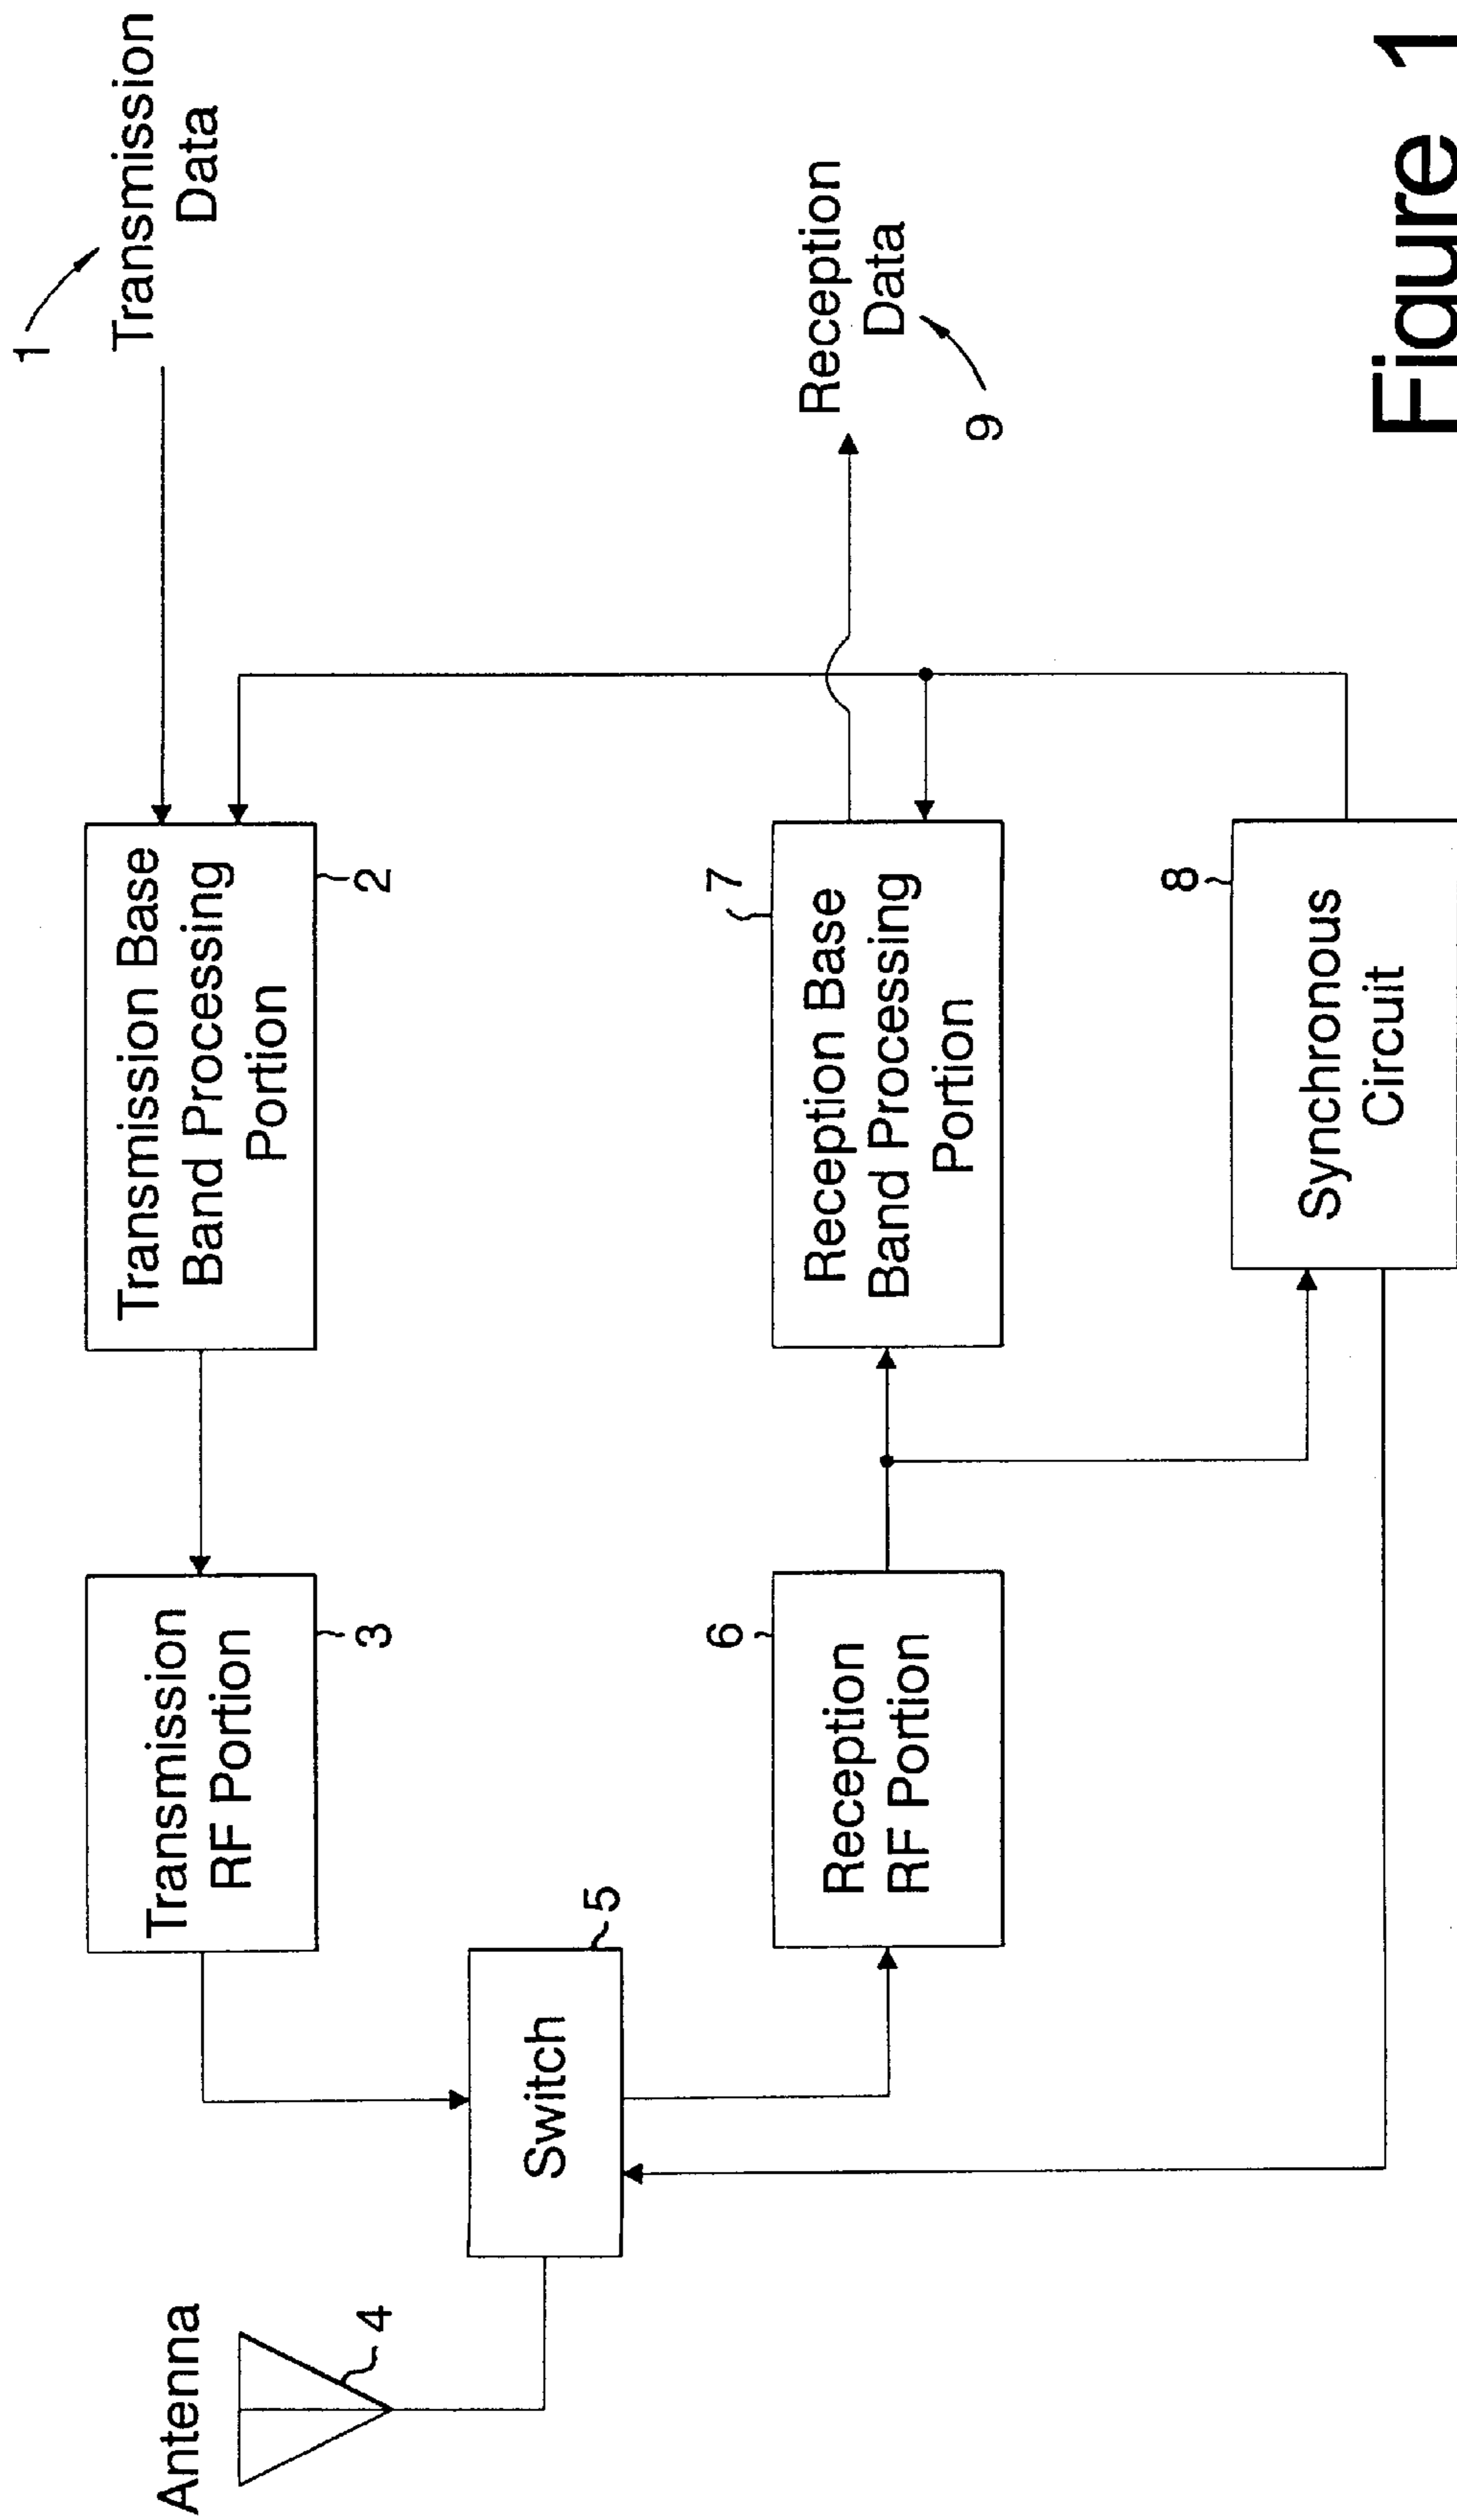 Antenna
4
Transmission
RF Portion
3
Transmission Base
Band Processing
Portion
2
1
Transmission
Data
Switch
5
Reception
RF Portion
6
Reception Base
Band Processing
Portion
7
Reception
Data
9
Synchronous
Circuit
8
Figure 1